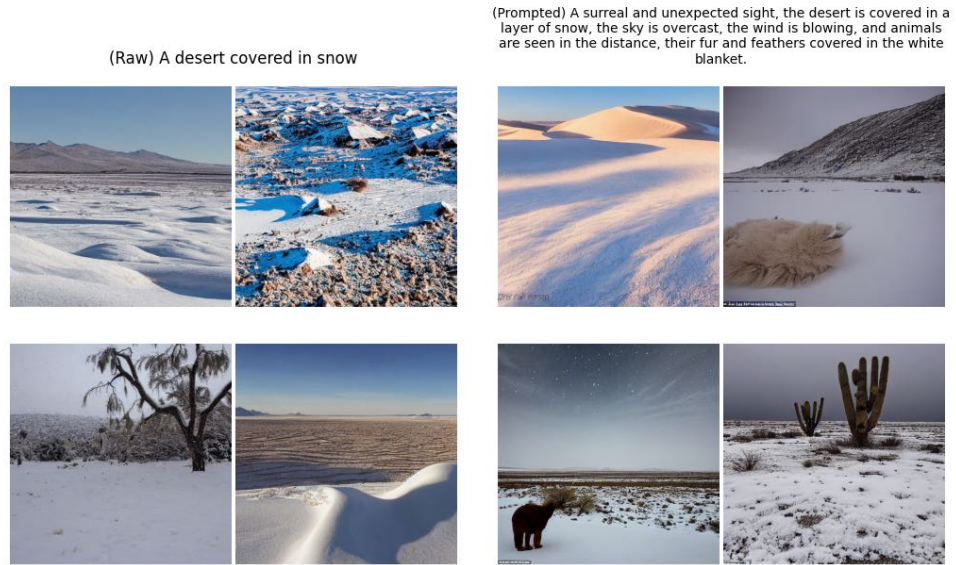 (Raw) A desert covered in snow
(Prompted) A surreal and unexpected sight, the desert is covered in a
layer of snow, the sky is overcast, the wind is blowing, and animals
are seen in the distance, their fur and feathers covered in the white
blanket.